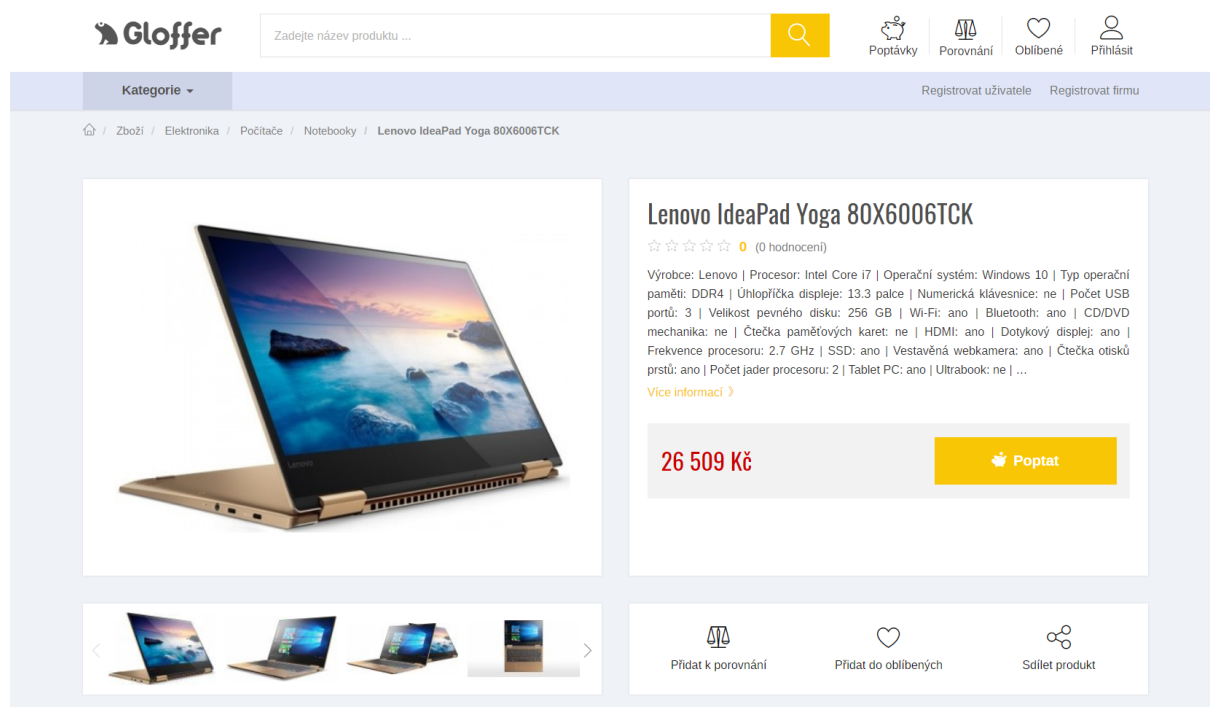 Gloffer
Zadejte název produktu ...
Poptávky
Porovnání
Oblíbené
Přihlásit
Kategorie
Registrovat uživatele
Registrovat firmu
/ Zboží / Elektronika / Počítače / Notebooky / Lenovo IdeaPad Yoga 80X6006TCK
Lenovo
Lenovo IdeaPad Yoga 80X6006TCK
0 (0 hodnocení)
Výrobce: Lenovo | Procesor: Intel Core i7 | Operační systém: Windows 10 | Typ operační
paměti: DDR4 | Úhlopříčka displeje: 13.3 palce | Numerická klávesnice: ne | Počet USB
portů: 3 | Velikost pevného disku: 256 GB | Wi-Fi: ano | Bluetooth: ano | CD/DVD
mechanika: ne | Čtečka paměťových karet: ne | HDMI: ano | Dotykový displej: ano |
Frekvence procesoru: 2.7 GHz | SSD: ano | Vestavěná webkamera: ano | Čtečka otisků
prstů: ano | Počet jader procesoru: 2 | Tablet PC: ano | Ultrabook: ne | …
Více informací 》
26 509 Kč
Poptat
Přidat k porovnání
Přidat do oblíbených
Sdílet produkt